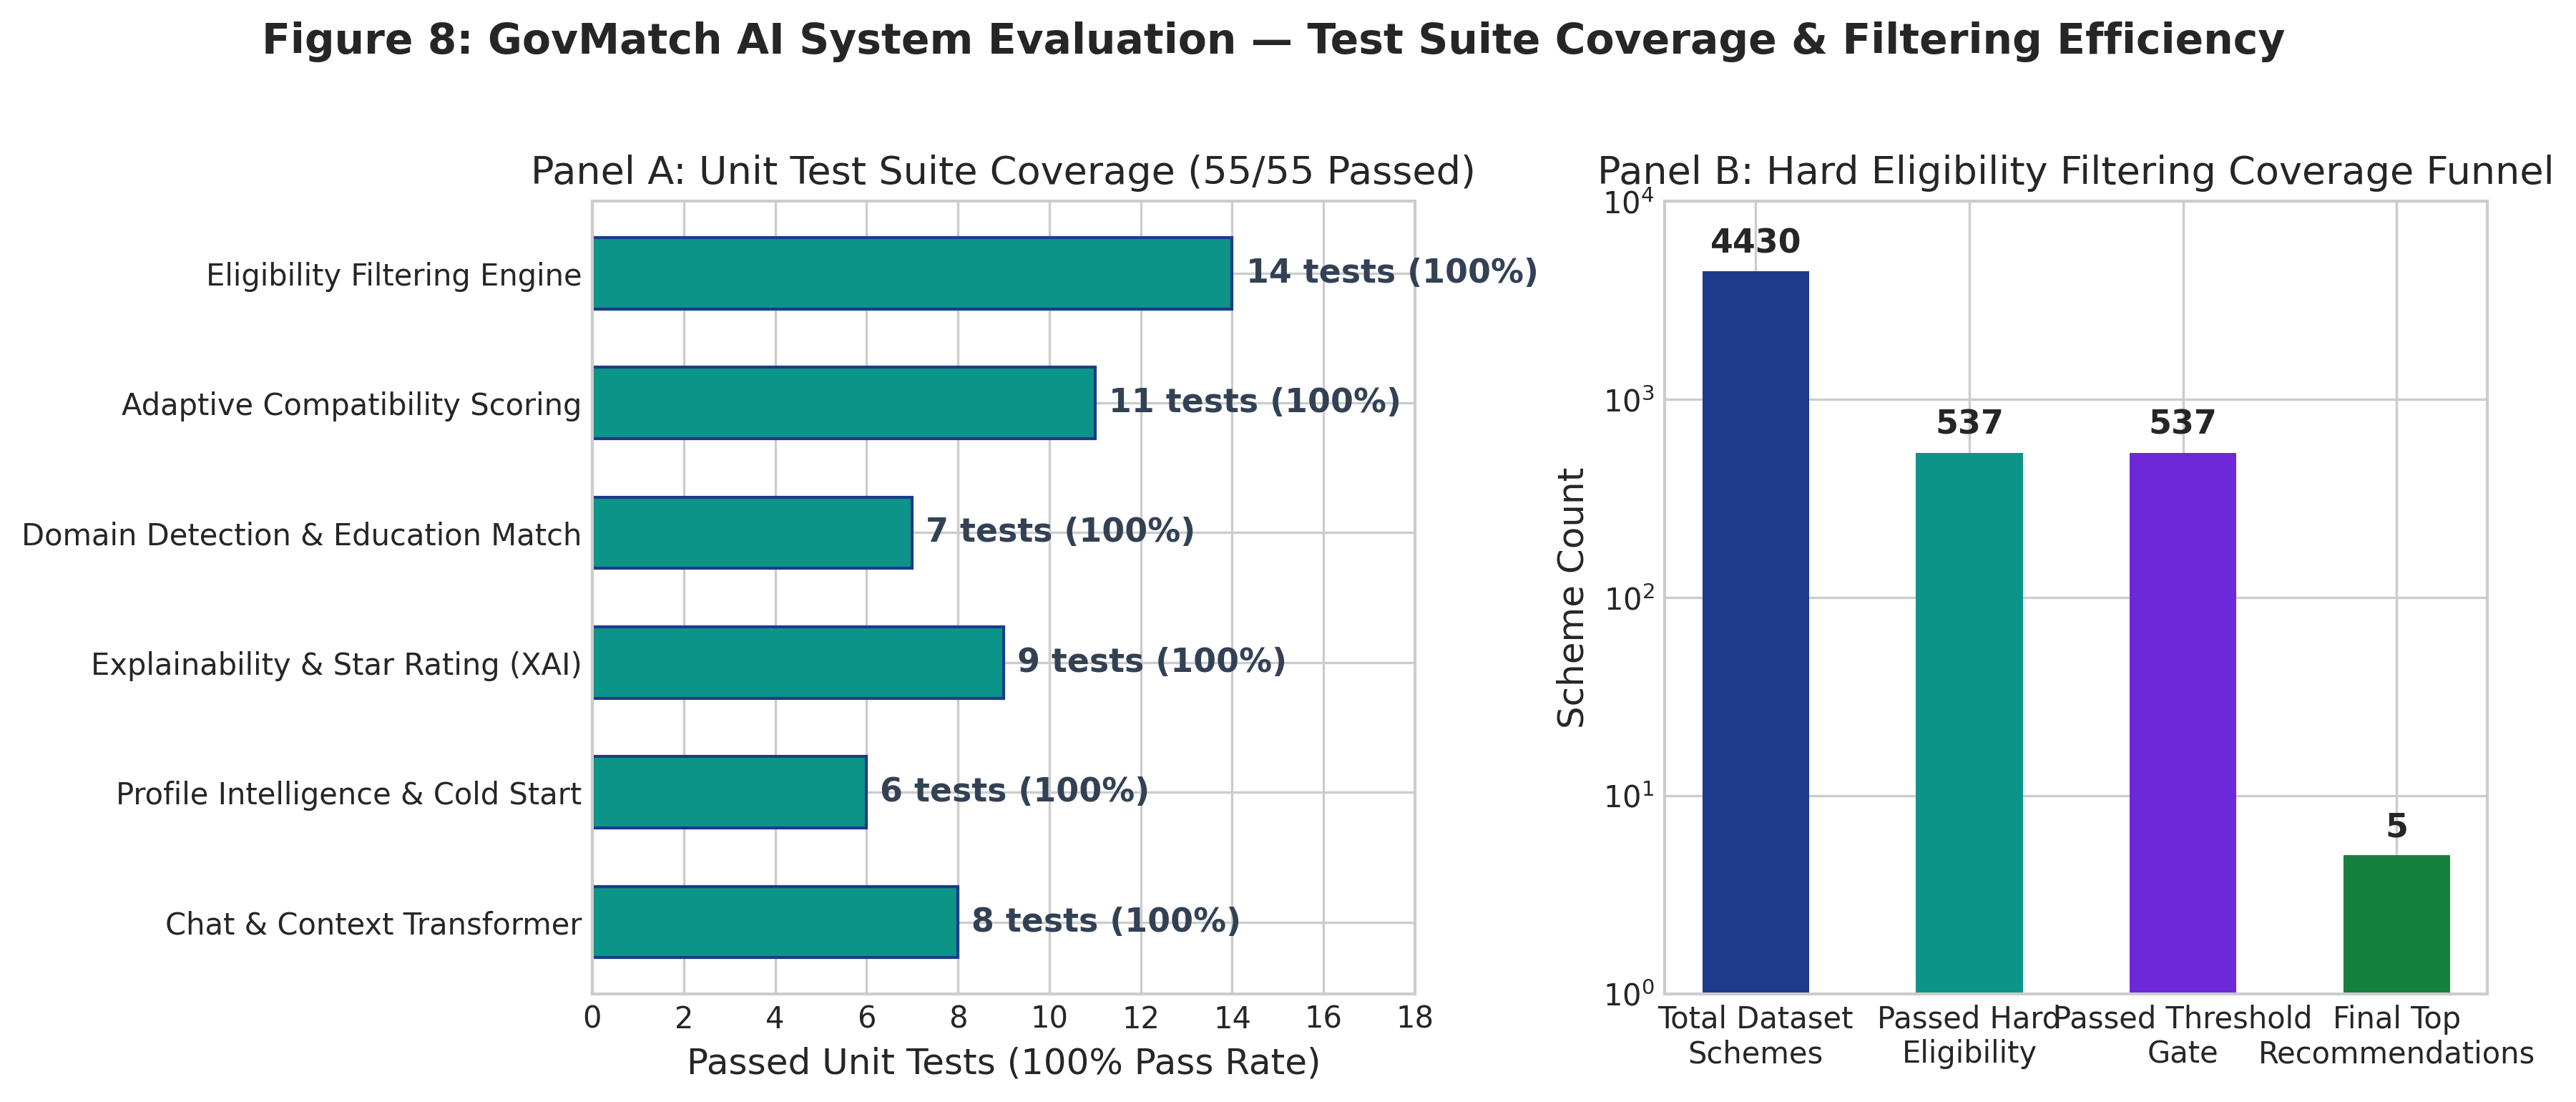 Figure 8: GovMatch AI System Evaluation — Test Suite Coverage & Filtering Efficiency
Panel A: Unit Test Suite Coverage (55/55 Passed)
Eligibility Filtering Engine
14 tests (100%)
Adaptive Compatibility Scoring
11 tests (100%)
Domain Detection & Education Match
7 tests (100%)
Explainability & Star Rating (XAI)
9 tests (100%)
Profile Intelligence & Cold Start
6 tests (100%)
Chat & Context Transformer
8 tests (100%)
0 2 4 6 8 10 12 14 16 18
Passed Unit Tests (100% Pass Rate)
Panel B: Hard Eligibility Filtering Coverage Funnel
Scheme Count
10⁴
10³
10²
10¹
10⁰
4430
537
537
5
Total Dataset
Schemes
Passed Hard
Eligibility
Passed Threshold
Gate
Final Top
Recommendations